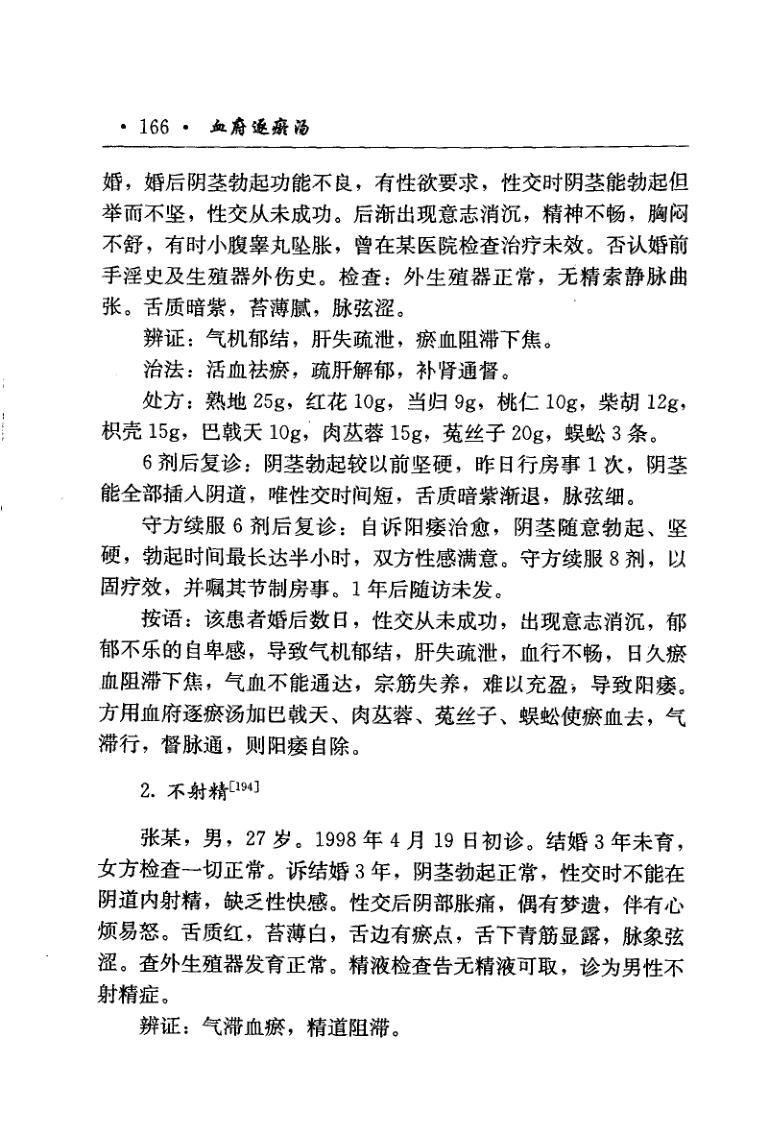 · 166 · 血府逐瘀汤
婚，婚后阴茎勃起功能不良，有性欲要求，性交时阴茎能勃起但
举而不坚，性交从未成功。后渐出现意志消沉，精神不畅，胸闷
不舒，有时小腹睾丸坠胀，曾在某医院检查治疗未效。否认婚前
手淫史及生殖器外伤史。检查：外生殖器正常，无精索静脉曲
张。舌质暗紫，苔薄腻，脉弦涩。
辨证：气机郁结，肝失疏泄，瘀血阻滞下焦。
治法：活血祛瘀，疏肝解郁，补肾通督。
处方：熟地 25g，红花 10g，当归 9g，桃仁 10g，柴胡 12g，
枳壳 15g，巴戟天 10g，肉苁蓉 15g，菟丝子 20g，蜈蚣 3 条。
6 剂后复诊：阴茎勃起较以前坚硬，昨日行房事 1 次，阴茎
能全部插入阴道，唯性交时间短，舌质暗紫渐退，脉弦细。
守方续服 6 剂后复诊：自诉阳痿治愈，阴茎随意勃起、坚
硬，勃起时间最长达半小时，双方性感满意。守方续服 8 剂，以
固疗效，并嘱其节制房事。1 年后随访未发。
按语：该患者婚后数日，性交从未成功，出现意志消沉，郁
郁不乐的自卑感，导致气机郁结，肝失疏泄，血行不畅，日久瘀
血阻滞下焦，气血不能通达，宗筋失养，难以充盈，导致阳痿。
方用血府逐瘀汤加巴戟天、肉苁蓉、菟丝子、蜈蚣使瘀血去，气
滞行，督脉通，则阳痿自除。
2. 不射精[194]
张某，男，27 岁。1998 年 4 月 19 日初诊。结婚 3 年未育，
女方检查一切正常。诉结婚 3 年，阴茎勃起正常，性交时不能在
阴道内射精，缺乏性快感。性交后阴部胀痛，偶有梦遗，伴有心
烦易怒。舌质红，苔薄白，舌边有瘀点，舌下青筋显露，脉象弦
涩。查外生殖器发育正常。精液检查告无精液可取，诊为男性不
射精症。
辨证：气滞血瘀，精道阻滞。